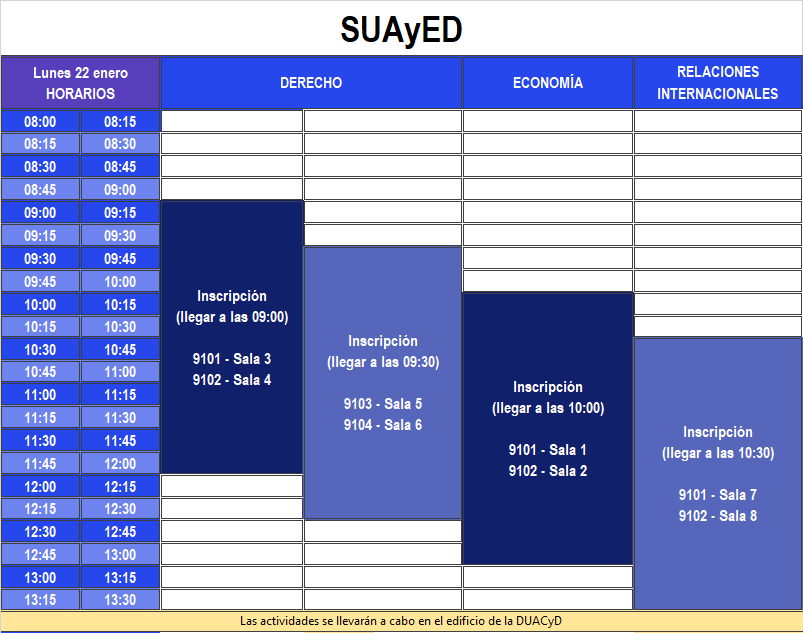 SUAyED
Lunes 22 enero
HORARIOS
DERECHO
ECONOMÍA
RELACIONES
INTERNACIONALES
08:00 08:15
08:15 08:30
08:30 08:45
08:45 09:00
09:00 09:15
09:15 09:30
09:30 09:45
09:45 10:00
10:00 10:15
10:15 10:30
10:30 10:45
10:45 11:00
11:00 11:15
11:15 11:30
11:30 11:45
11:45 12:00
12:00 12:15
12:15 12:30
12:30 12:45
12:45 13:00
13:00 13:15
13:15 13:30
Inscripción
(llegar a las 09:00)
9101 - Sala 3
9102 - Sala 4
Inscripción
(llegar a las 09:30)
9103 - Sala 5
9104 - Sala 6
Inscripción
(llegar a las 10:00)
9101 - Sala 1
9102 - Sala 2
Inscripción
(llegar a las 10:30)
9101 - Sala 7
9102 - Sala 8
Las actividades se llevarán a cabo en el edificio de la DUACyD